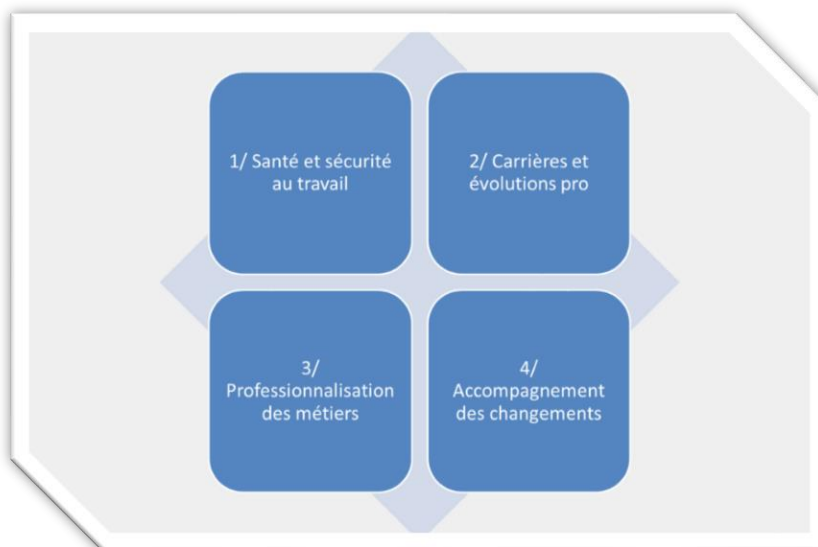 1/ Santé et sécurité
au travail
2/ Carrières et
évolutions pro
3/
Professionnalisation
des métiers
4/
Accompagnement
des changements